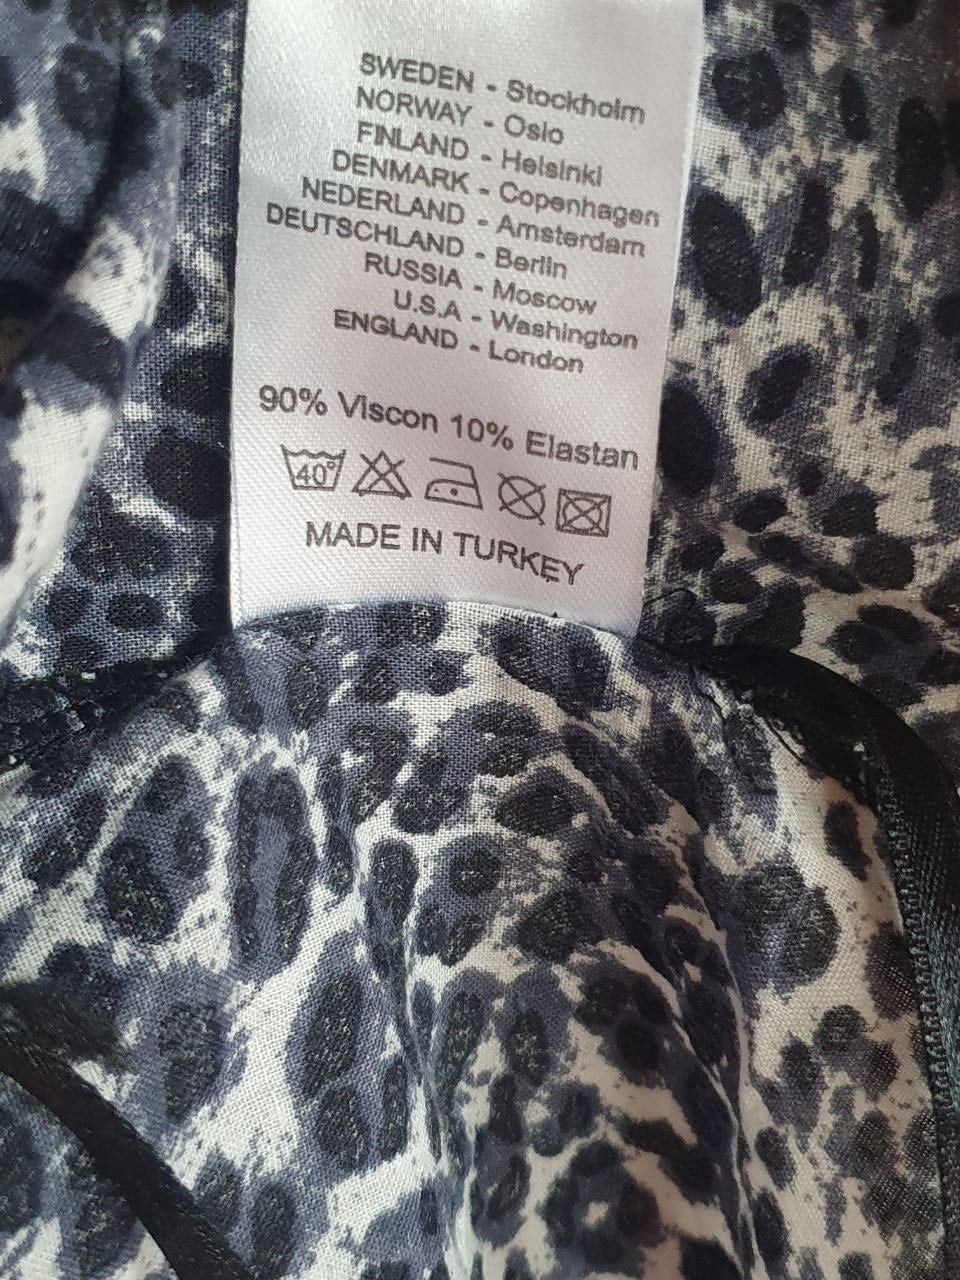 SWEDEN - Stockholm
NORWAY - Oslo
FINLAND - Helsinki
DENMARK - Copenhagen
NEDERLAND - Amsterdam
DEUTSCHLAND - Berlin
RUSSIA - Moscow
U.S.A - Washington
ENGLAND - London
90% Viscon 10% Elastan
40°
MADE IN TURKEY